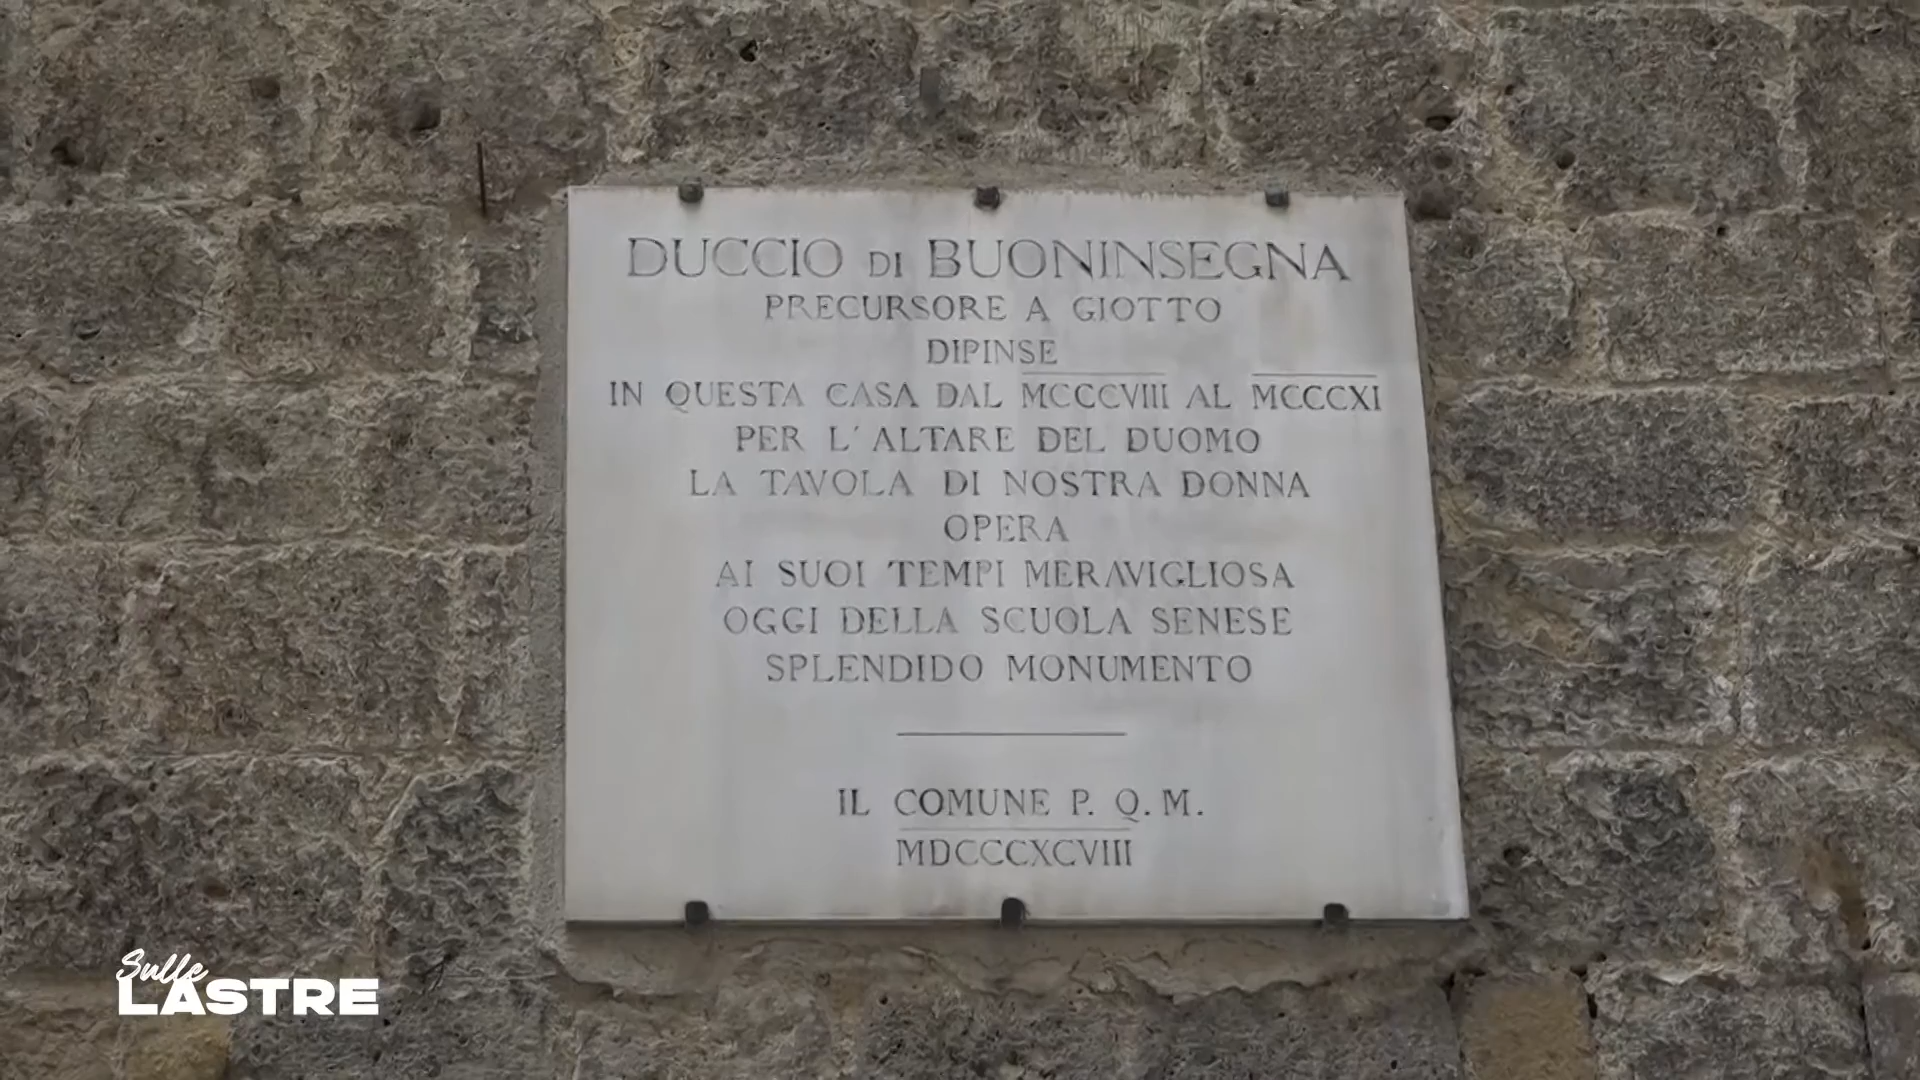 DUCCIO DI BUONINSEGNA
PRECURSORE A GIOTTO
DIPINSE
IN QUESTA CASA DAL MCCCVIII AL MCCCXI
PER L'ALTARE DEL DUOMO
LA TAVOLA DI NOSTRA DONNA
OPERA
AI SUOI TEMPI MERAVIGLIOSA
OGGI DELLA SCUOLA SENESE
SPLENDIDO MONUMENTO
IL COMUNE P. Q. M.
MDCCCXCVIII
Sulle
LASTRE